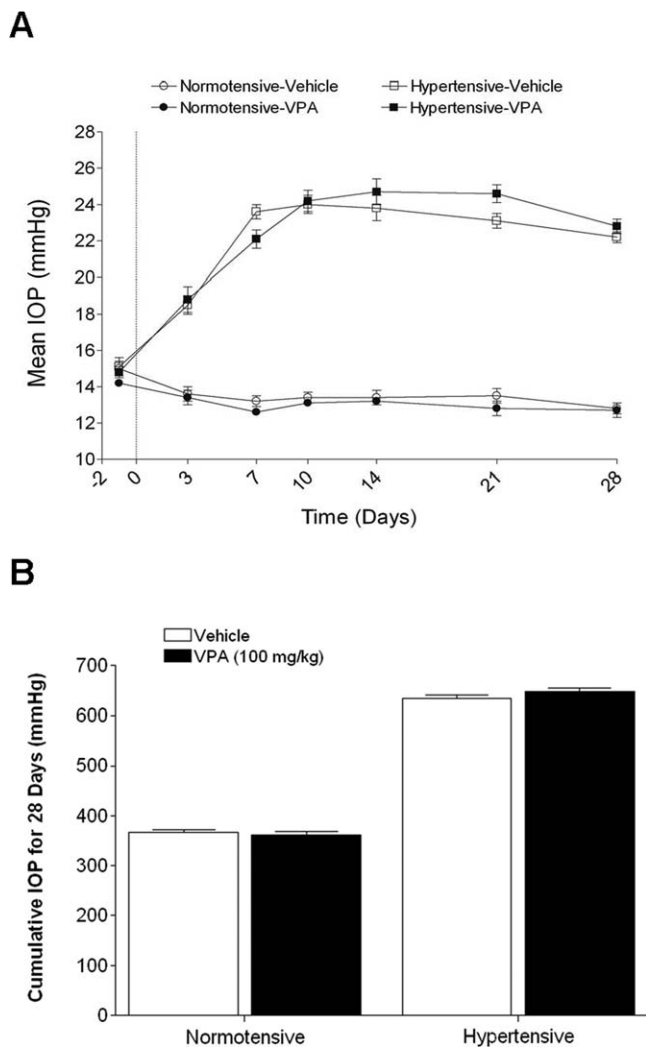 A
Normotensive-Vehicle Hypertensive-Vehicle
Normotensive-VPA Hypertensive-VPA
28
26
24
22
20
18
16
14
12
10
Mean IOP (mmHg)
-2 0 3 7 10 14 21 28
Time (Days)
B
Vehicle
VPA (100 mg/kg)
700
600
500
400
300
200
100
0
Cumulative IOP for 28 Days (mmHg)
Normotensive Hypertensive